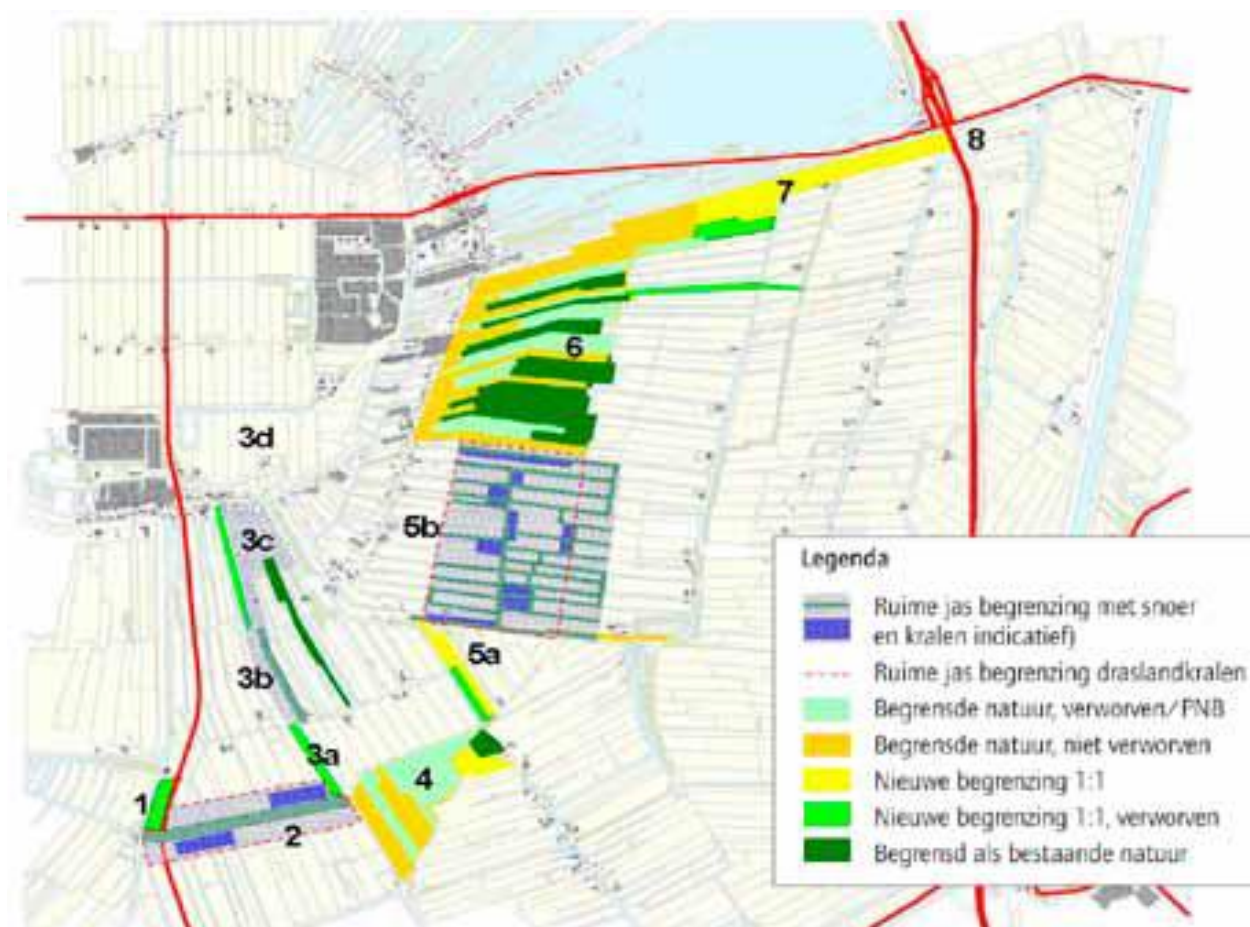 8
7
6
3d
5b
3c
5a
3b
3a
4
1
2
Legenda
Ruime jas begrenzing met snoer
en kralen indicatief)
Ruime jas begrenzing draslandkralen
Begrensde natuur, verworven/PNB
Begrensde natuur, niet verworven
Nieuwe begrenzing 1:1
Nieuwe begrenzing 1:1, verworven
Begrensd als bestaande natuur